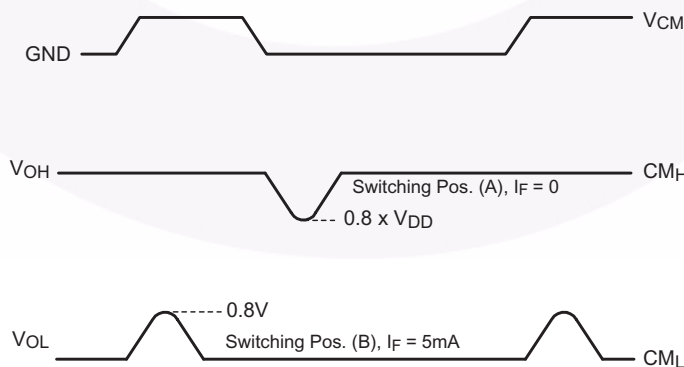 VCM
GND
VOH
CMH
Switching Pos. (A), IF = 0
0.8 x VDD
0.8V
VOL
Switching Pos. (B), IF = 5mA
CML